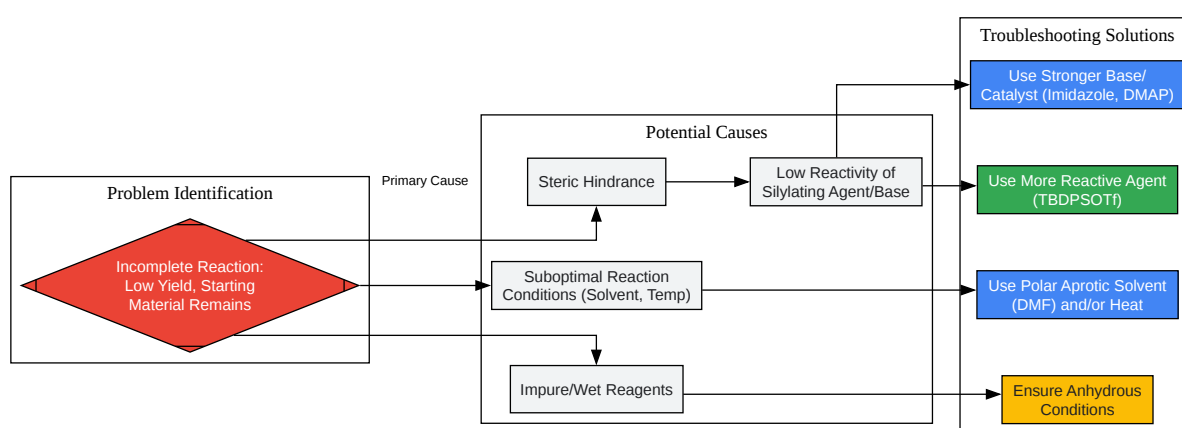 Problem Identification
Incomplete Reaction:
Low Yield, Starting
Material Remains
Primary Cause
Potential Causes
Steric Hindrance
Low Reactivity of
Silylating Agent/Base
Suboptimal Reaction
Conditions (Solvent, Temp)
Impure/Wet Reagents
Troubleshooting Solutions
Use Stronger Base/
Catalyst (Imidazole, DMAP)
Use More Reactive Agent
(TBDPSOTf)
Use Polar Aprotic Solvent
(DMF) and/or Heat
Ensure Anhydrous
Conditions